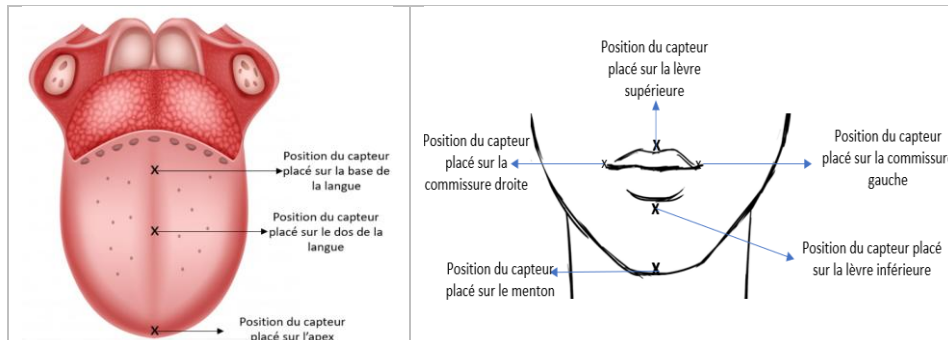 Position du capteur
placé sur la base de
la langue
Position du capteur
placé sur le dos de la
langue
Position du capteur
placé sur l'apex
Position du capteur
placé sur la lèvre
supérieure
Position du capteur
placé sur la
commissure droite
Position du capteur
placé sur la commissure
gauche
Position du capteur placé
sur la lèvre inférieure
Position du capteur
placé sur le menton